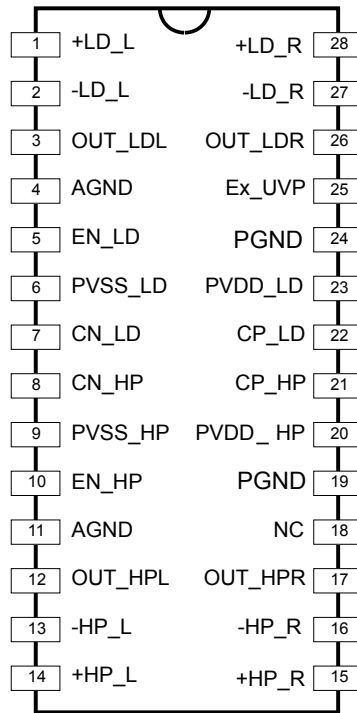 1 +LD_L +LD_R 28
2 -LD_L -LD_R 27
3 OUT_LDL OUT_LDR 26
4 AGND Ex_UVP 25
5 EN_LD PGND 24
6 PVSS_LD PVDD_LD 23
7 CN_LD CP_LD 22
8 CN_HP CP_HP 21
9 PVSS_HP PVDD_ HP 20
10 EN_HP PGND 19
11 AGND NC 18
12 OUT_HPL OUT_HPR 17
13 -HP_L -HP_R 16
14 +HP_L +HP_R 15